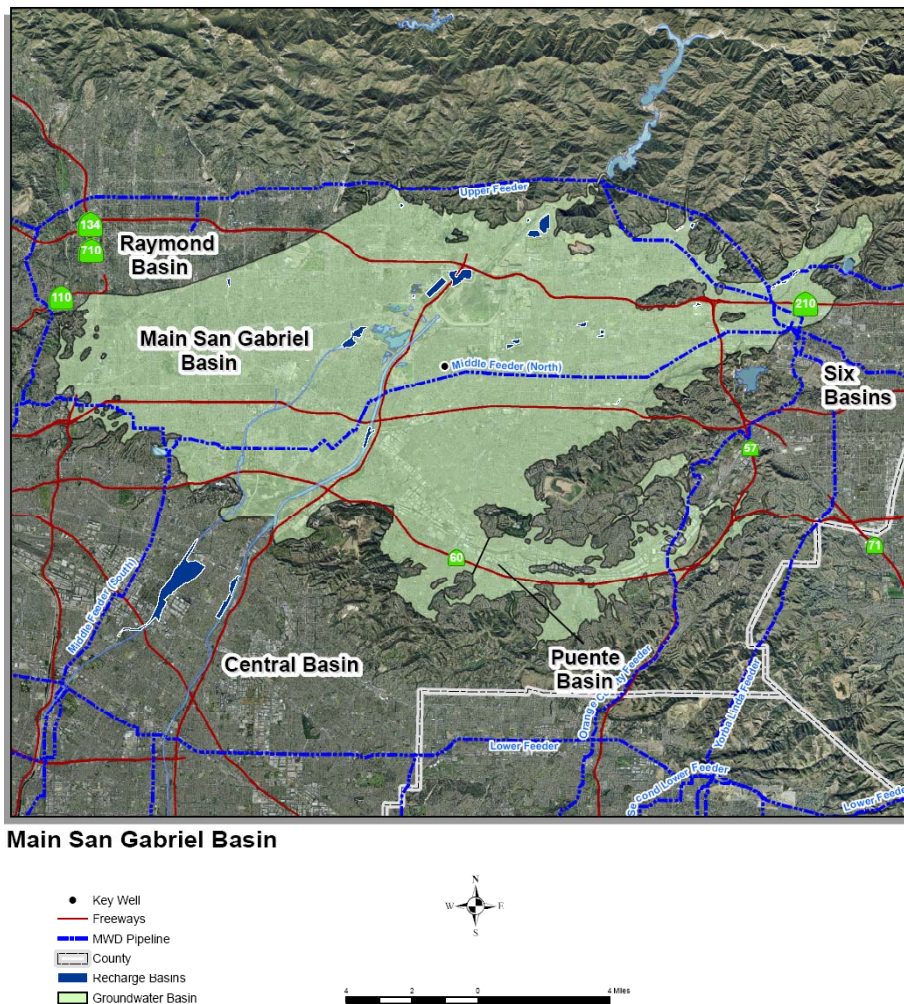 Upper Feeder
134
710
Raymond
Basin
110
210
Main San Gabriel
Basin
Middle Feeder (North)
Six
Basins
57
60
71
Middle Feeder (South)
Central Basin
Puente
Basin
Orange County Feeder
Yorba Linda Feeder
Lower Feeder
Second Lower Feeder
Lower Feeder
Main San Gabriel Basin
N
W E
S
Key Well
Freeways
MWD Pipeline
County
Recharge Basins
Groundwater Basin
4 2 0 4 Miles